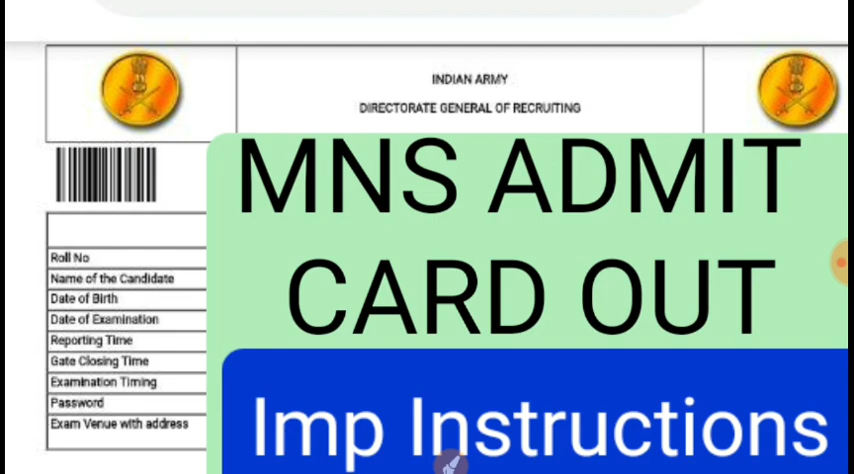 INDIAN ARMY
DIRECTORATE GENERAL OF RECRUITING
MNS ADMIT
CARD OUT
Roll No
Name of the Candidate
Date of Birth
Date of Examination
Reporting Time
Gate Closing Time
Examination Timing
Password
Exam Venue with address
Imp Instructions